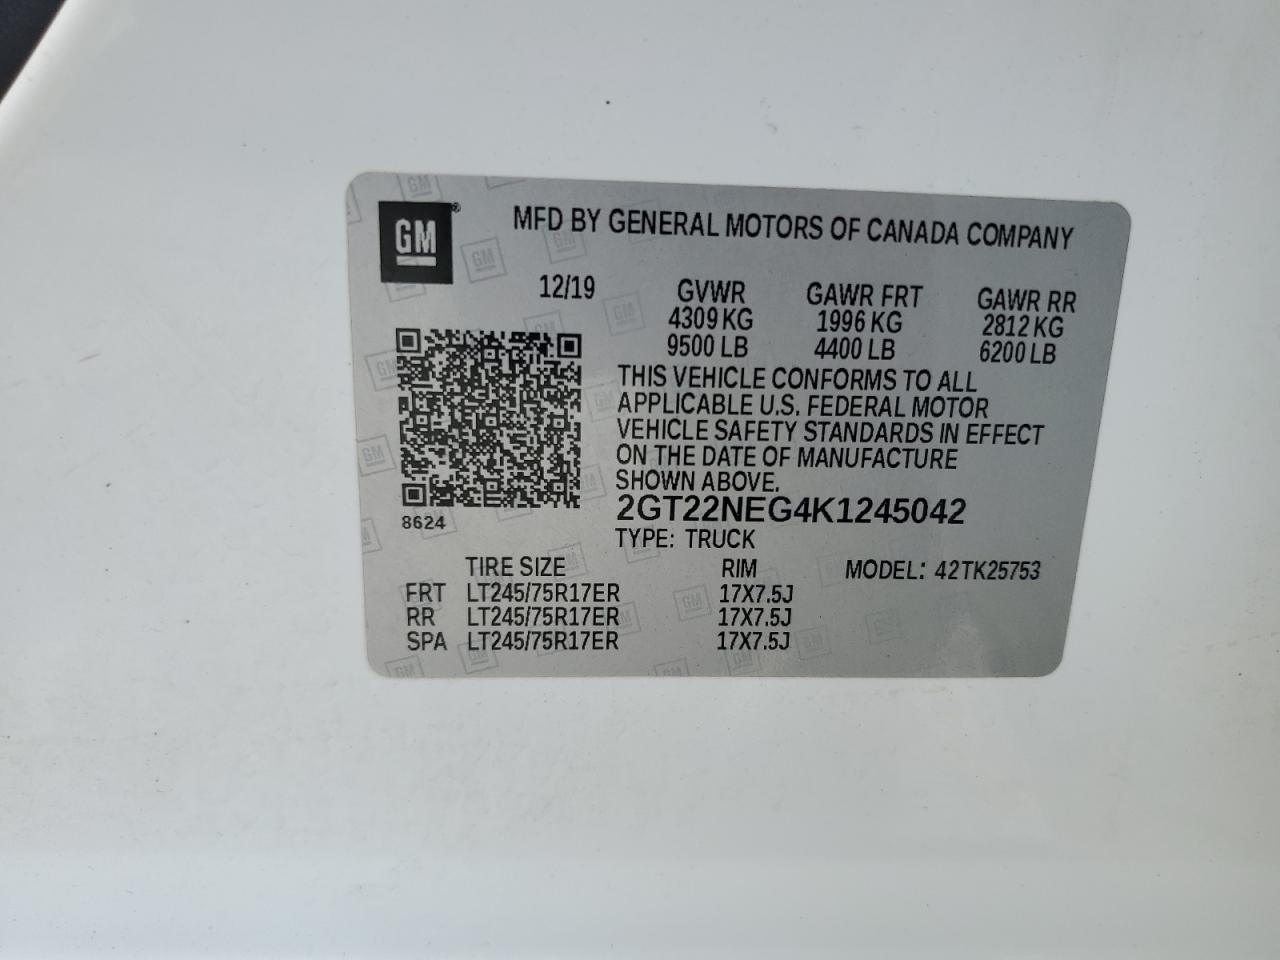 GM®
MFD BY GENERAL MOTORS OF CANADA COMPANY
12/19 GVWR GAWR FRT GAWR RR
4309 KG 1996 KG 2812 KG
9500 LB 4400 LB 6200 LB
THIS VEHICLE CONFORMS TO ALL
APPLICABLE U.S. FEDERAL MOTOR
VEHICLE SAFETY STANDARDS IN EFFECT
ON THE DATE OF MANUFACTURE
SHOWN ABOVE.
2GT22NEG4K1245042
8624
TYPE: TRUCK
TIRE SIZE RIM MODEL: 42TK25753
FRT LT245/75R17ER 17X7.5J
RR LT245/75R17ER 17X7.5J
SPA LT245/75R17ER 17X7.5J